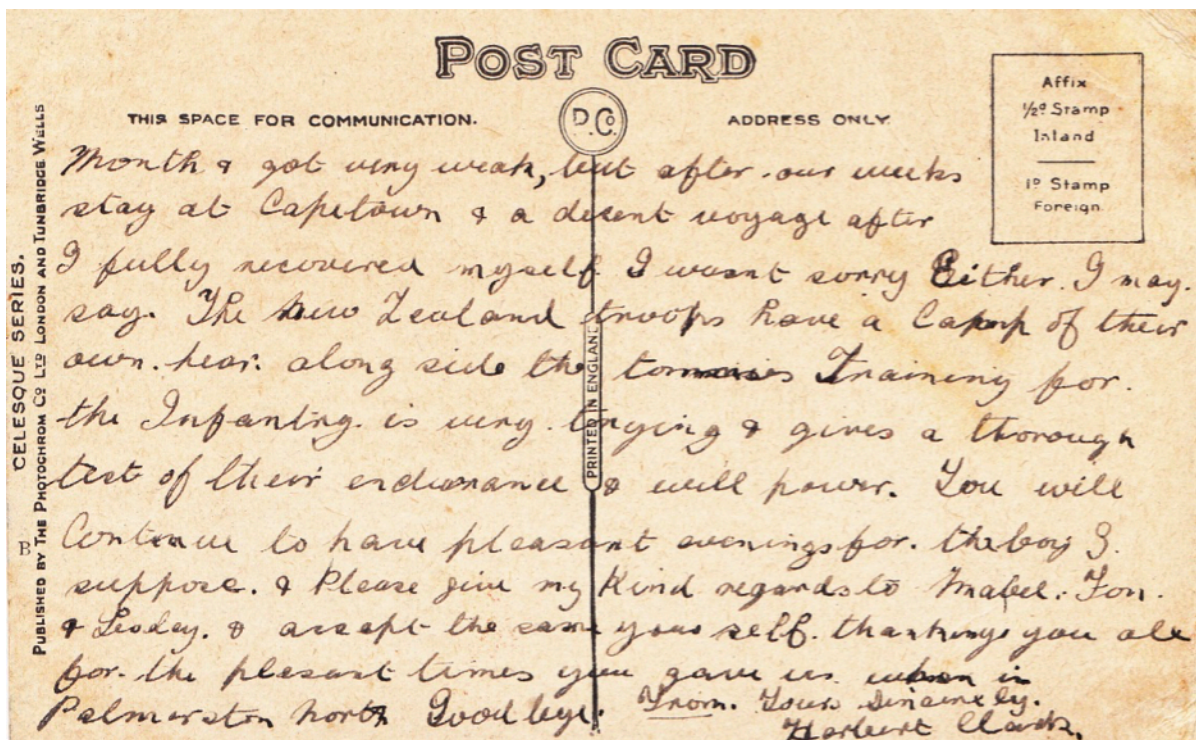 POST CARD
THIS SPACE FOR COMMUNICATION.
P. Co.
ADDRESS ONLY.
Affix
½d Stamp
Inland
1d Stamp
Foreign.
CELESQUE SERIES.
PUBLISHED BY THE PHOTOCHROM Co LTD LONDON AND TUNBRIDGE WELLS
B
PRINTED IN ENGLAND
Month & got very weak, but after our weeks
stay at Capetown & a decent voyage after
I fully recovered myself. I wasnt sorry Either. I may.
say. The New Zealand troops have a Camp of their
own. hear. along side the tommies Training for.
the Infantry. is very. trying & gives a thorough
test of their endurance & will power. You will
Continue to have pleasant evenings for. the boys I.
suppose. & Please give my Kind regards to Mabel.
& & accept the same your self. thanking you all
for. the plesant times you gave us. when in
Palmerston North Good bye. From. Yours Sincerely.
Herbert Clark.